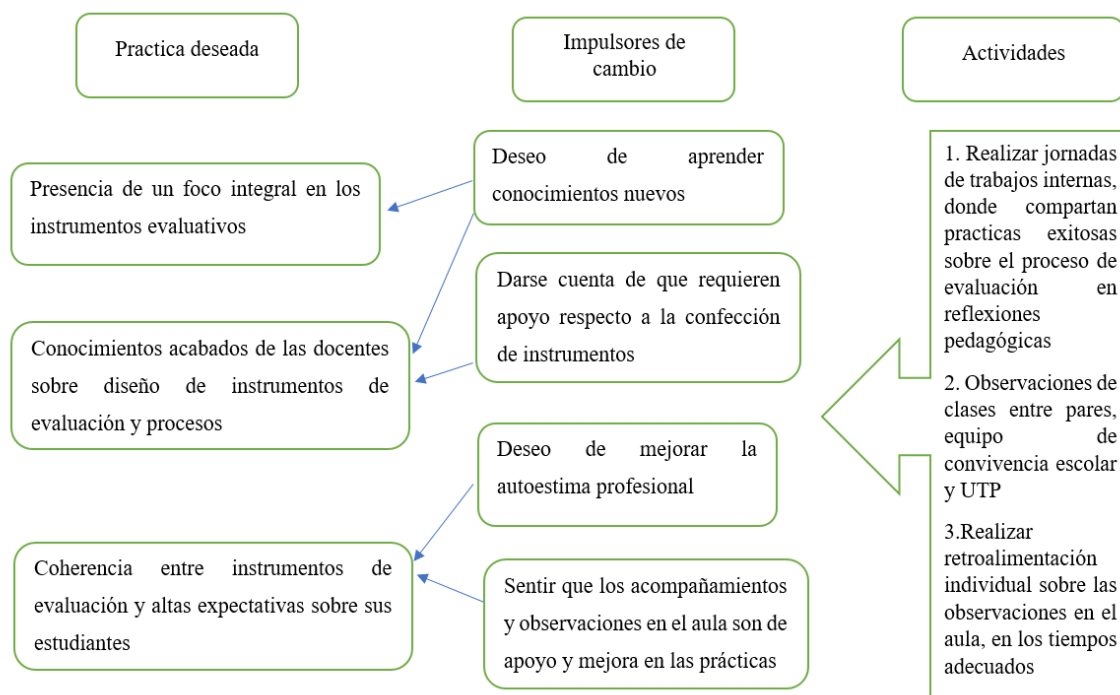 Practica deseada
Impulsores de
cambio
Actividades
Presencia de un foco integral en los
instrumentos evaluativos
Conocimientos acabados de las docentes
sobre diseño de instrumentos de
evaluación y procesos
Coherencia entre instrumentos de
evaluación y altas expectativas sobre sus
estudiantes
Deseo de aprender
conocimientos nuevos
Darse cuenta de que requieren
apoyo respecto a la confección
de instrumentos
Deseo de mejorar la
autoestima profesional
Sentir que los acompañamientos
y observaciones en el aula son de
apoyo y mejora en las prácticas
1. Realizar jornadas
de trabajos internas,
donde compartan
practicas exitosas
sobre el proceso de
evaluación en
reflexiones
pedagógicas
2. Observaciones de
clases entre pares,
equipo de
convivencia escolar
y UTP
3.Realizar
retroalimentación
individual sobre las
observaciones en el
aula, en los tiempos
adecuados